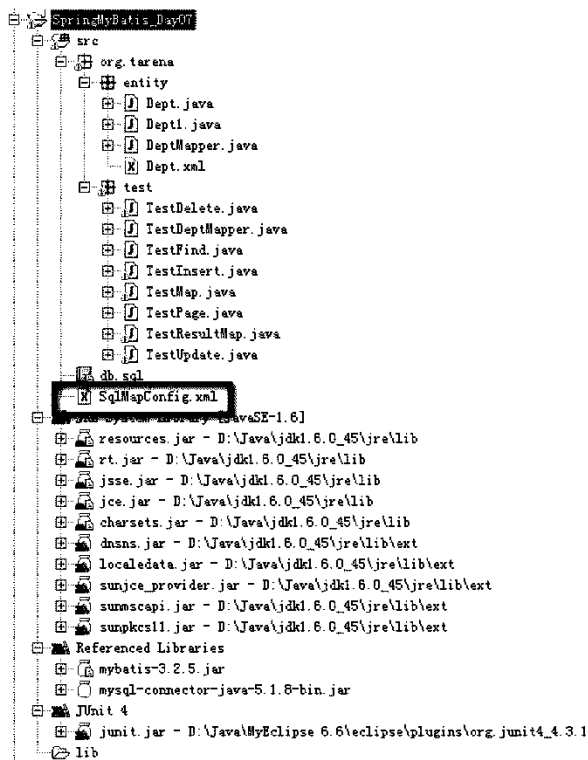 SpringMyBatis_Day07
src
org.tarena
entity
Dept.java
Dept1.java
DeptMapper.java
Dept.xml
test
TestDelete.java
TestDeptMapper.java
TestFind.java
TestInsert.java
TestMap.java
TestPage.java
TestResultMap.java
TestUpdate.java
db.sql
SqlMapConfig.xml
JRE System Library [JavaSE-1.6]
resources.jar - D:\Java\jdk1.6.0_45\jre\lib
rt.jar - D:\Java\jdk1.6.0_45\jre\lib
jsse.jar - D:\Java\jdk1.6.0_45\jre\lib
jce.jar - D:\Java\jdk1.6.0_45\jre\lib
charsets.jar - D:\Java\jdk1.6.0_45\jre\lib
dnsns.jar - D:\Java\jdk1.6.0_45\jre\lib\ext
localedata.jar - D:\Java\jdk1.6.0_45\jre\lib\ext
sunjce_provider.jar - D:\Java\jdk1.6.0_45\jre\lib\ext
sunmscapi.jar - D:\Java\jdk1.6.0_45\jre\lib\ext
sunpkcs11.jar - D:\Java\jdk1.6.0_45\jre\lib\ext
Referenced Libraries
mybatis-3.2.5.jar
mysql-connector-java-5.1.8-bin.jar
JUnit 4
junit.jar - D:\Java\MyEclipse 6.6\eclipse\plugins\org.junit4_4.3.1
lib